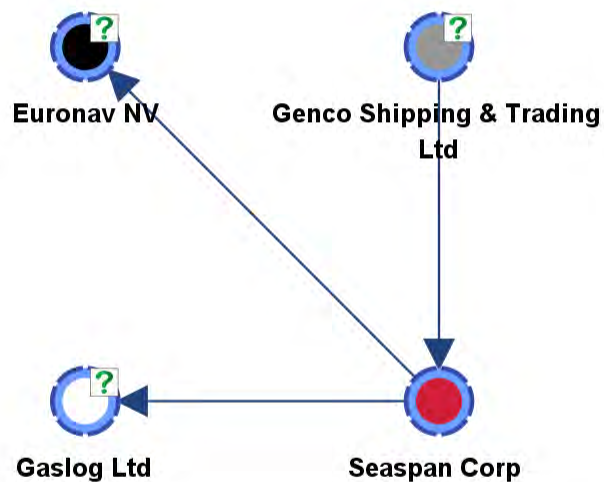 ?
?
Euronav NV
Genco Shipping & Trading
Ltd
?
Gaslog Ltd
Seaspan Corp